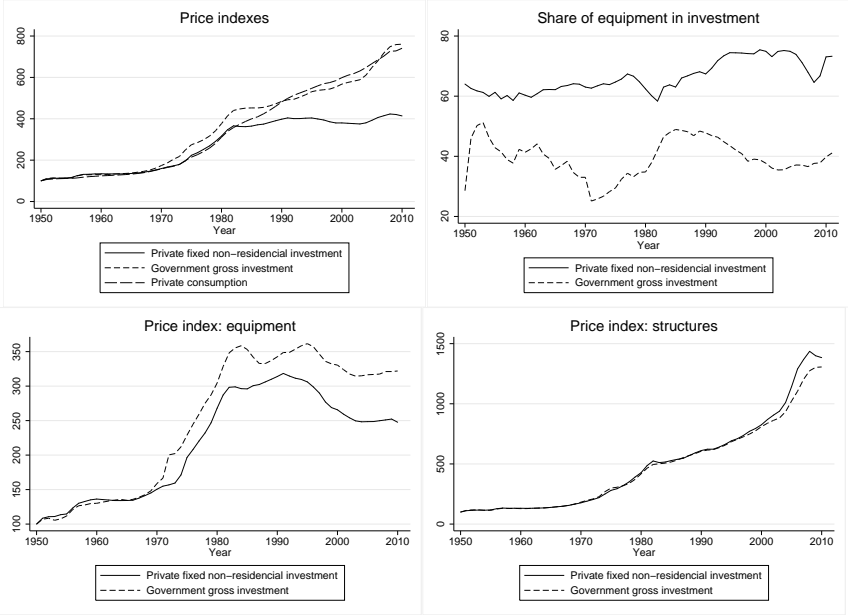 Price indexes
800
600
400
200
0
1950 1960 1970 1980 1990 2000 2010
Year
Private fixed non−residencial investment
Government gross investment
Private consumption
Share of equipment in investment
80
60
40
20
1950 1960 1970 1980 1990 2000 2010
Year
Private fixed non−residencial investment
Government gross investment
Price index: equipment
350
300
250
200
150
100
1950 1960 1970 1980 1990 2000 2010
Year
Private fixed non−residencial investment
Government gross investment
Price index: structures
1500
1000
500
0
1950 1960 1970 1980 1990 2000 2010
Year
Private fixed non−residencial investment
Government gross investment